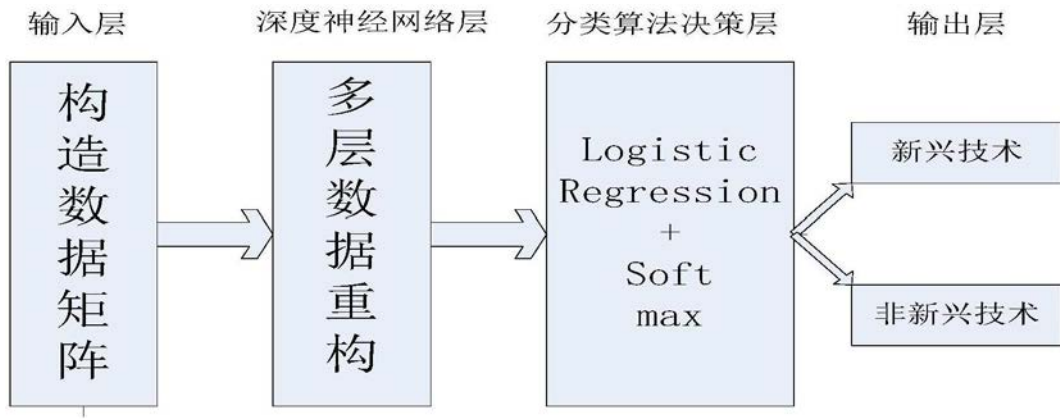 输入层
深度神经网络层
分类算法决策层
输出层
构造数据矩阵
多层数据重构
Logistic
Regression
+
Soft
max
新兴技术
非新兴技术